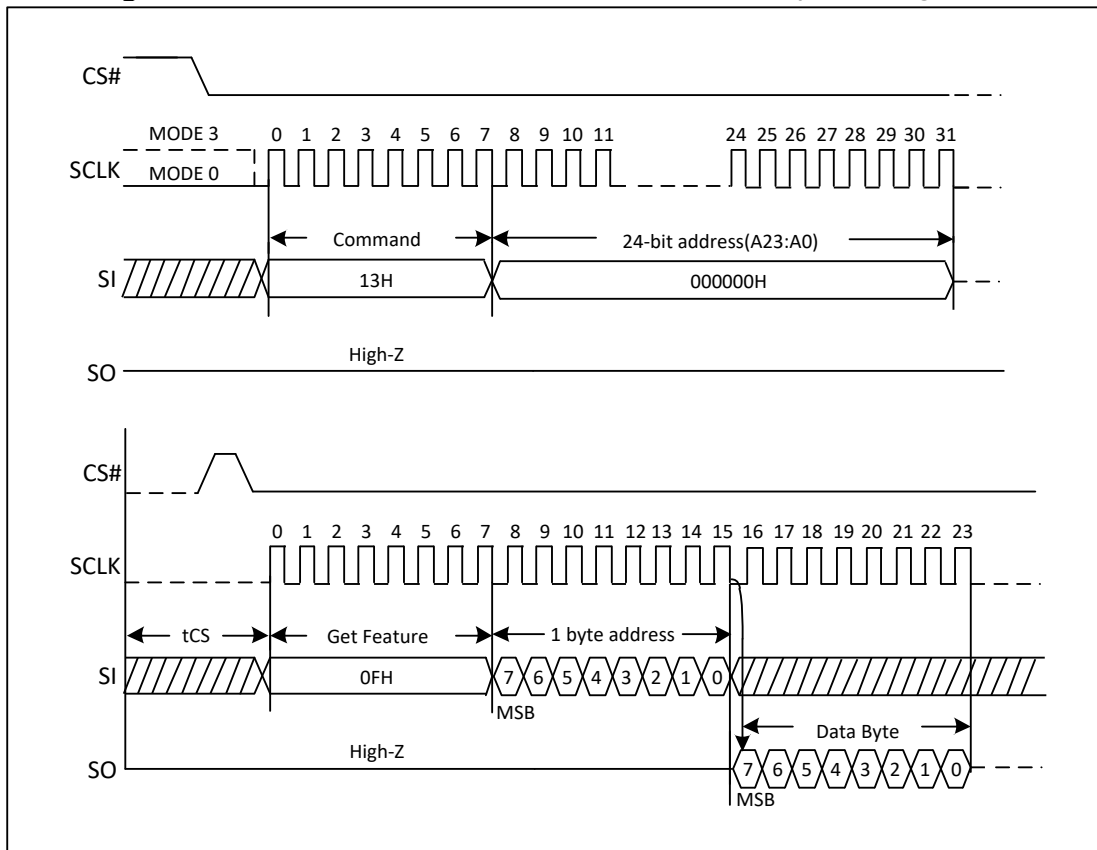 CS#
MODE 3
0 1 2 3 4 5 6 7 8 9 10 11 24 25 26 27 28 29 30 31
SCLK
MODE 0
Command
24-bit address(A23:A0)
SI
13H
000000H
High-Z
SO
CS#
0 1 2 3 4 5 6 7 8 9 10 11 12 13 14 15 16 17 18 19 20 21 22 23
SCLK
tCS
Get Feature
1 byte address
SI
0FH
7 6 5 4 3 2 1 0
MSB
Data Byte
High-Z
SO
7 6 5 4 3 2 1 0
MSB